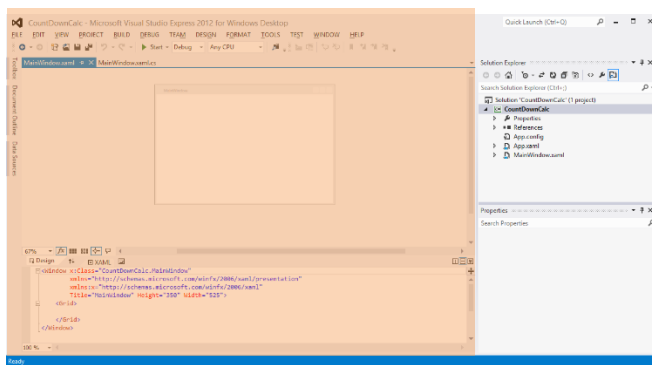 CountDownCalc - Microsoft Visual Studio Express 2012 for Windows Desktop
Quick Launch (Ctrl+Q)
FILE EDIT VIEW PROJECT BUILD DEBUG TEAM DESIGN FORMAT TOOLS TEST WINDOW HELP
Start - Debug - Any CPU
Toolbox
Document Outline
Data Sources
MainWindow.xaml MainWindow.xaml.cs
67%
Design XAML
<Window x:Class="CountDownCalc.MainWindow"
xmlns="http://schemas.microsoft.com/winfx/2006/xaml/presentation"
xmlns:x="http://schemas.microsoft.com/winfx/2006/xaml"
Title="MainWindow" Height="350" Width="525">
<Grid>
</Grid>
</Window>
100 %
Solution Explorer
Search Solution Explorer (Ctrl+;)
Solution 'CountDownCalc' (1 project)
CountDownCalc
Properties
References
App.config
App.xaml
MainWindow.xaml
Properties
Search Properties
Ready